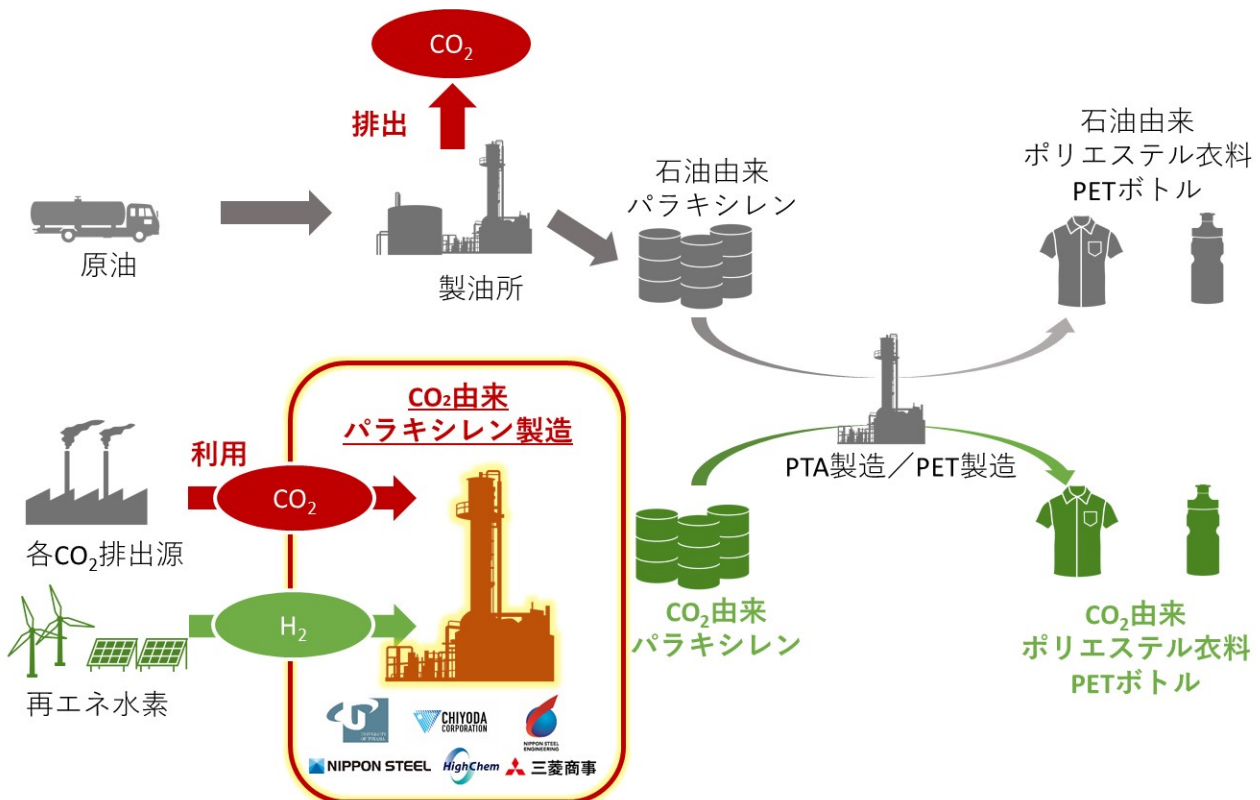 CO₂
排出
原油
製油所
石油由来
パラキシレン
石油由来
ポリエステル衣料
PETボトル
CO₂由来
パラキシレン製造
利用
CO₂
各CO₂排出源
H₂
再エネ水素
PTA製造／PET製造
CO₂由来
パラキシレン
CO₂由来
ポリエステル衣料
PETボトル
UNIVERSITY
OF TOYAMA
CHIYODA
CORPORATION
NIPPON STEEL
ENGINEERING
NIPPON STEEL
HighChem
三菱商事